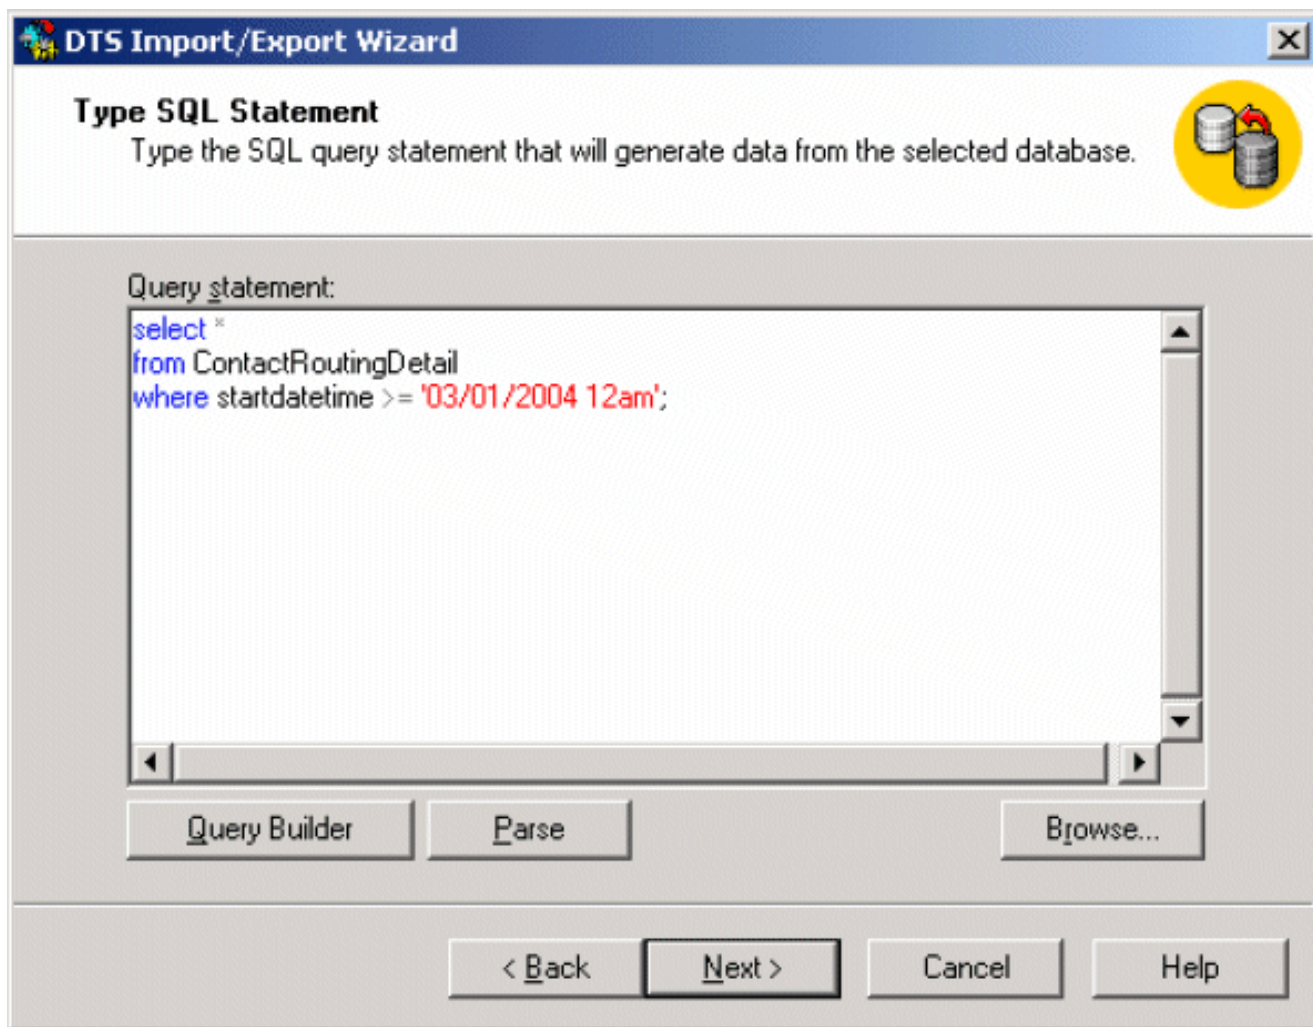 DTS Import/Export Wizard
Type SQL Statement
Type the SQL query statement that will generate data from the selected database.
Query statement:
select *
from ContactRoutingDetail
where startdatetime >= '03/01/2004 12am';
Query Builder
Parse
Browse...
< Back
Next >
Cancel
Help